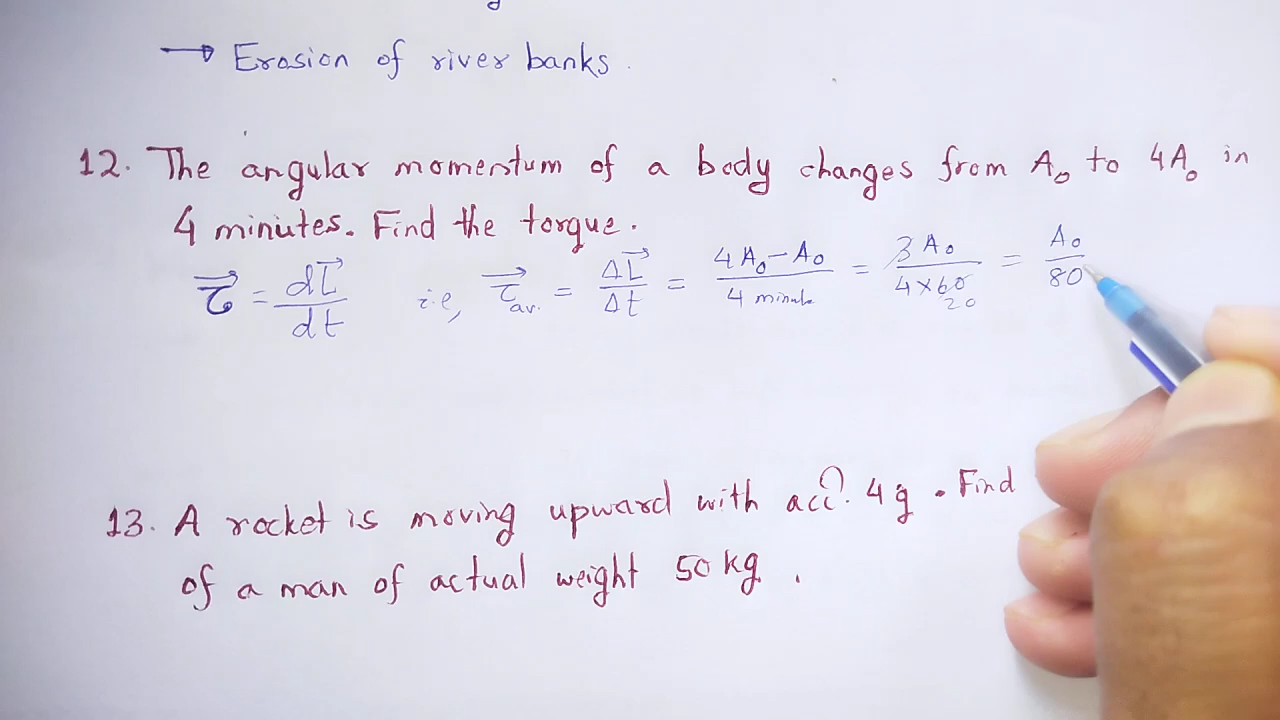 → Erosion of river banks.
12. The angular momentum of a body changes from A₀ to 4A₀ in
4 minutes. Find the torque.
τ⃗ = dL⃗/dt i.e, τ⃗av. = ΔL⃗/Δt = 4A₀-A₀/4 minute = 3A₀/4×60 20 = A₀/80
13. A rocket is moving upward with accⁿ. 4g. Find
of a man of actual weight 50 kg.